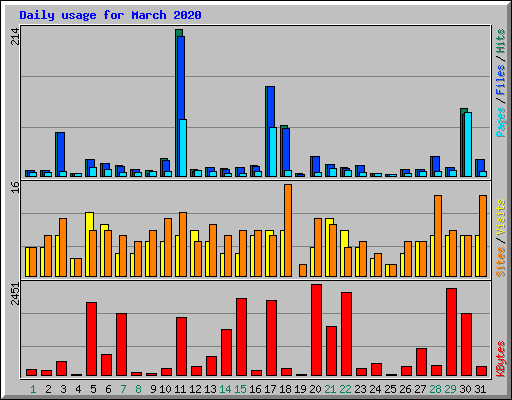 Daily usage for March 2020
214
Pages / Files / Hits
16
Sites / Visits
2451
KBytes
1 2 3 4 5 6 7 8 9 10 11 12 13 14 15 16 17 18 19 20 21 22 23 24 25 26 27 28 29 30 31